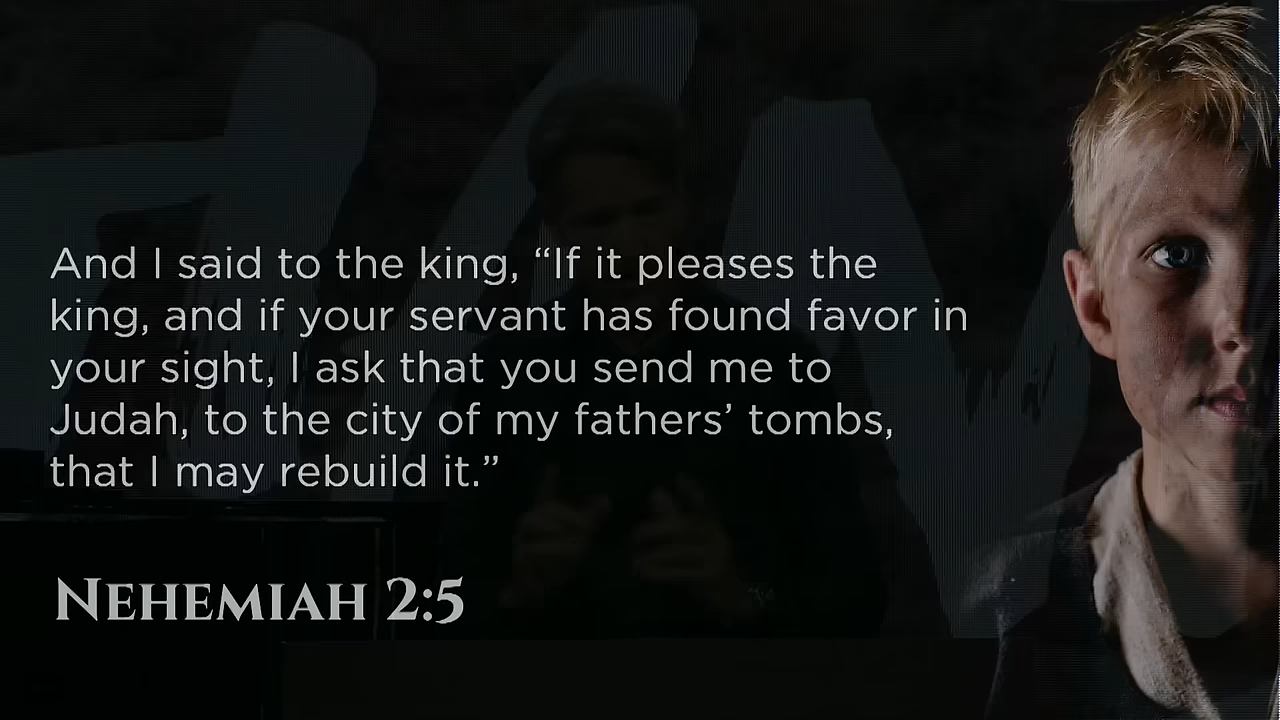 And I said to the king, “If it pleases the
king, and if your servant has found favor in
your sight, I ask that you send me to
Judah, to the city of my fathers’ tombs,
that I may rebuild it.”
Nehemiah 2:5